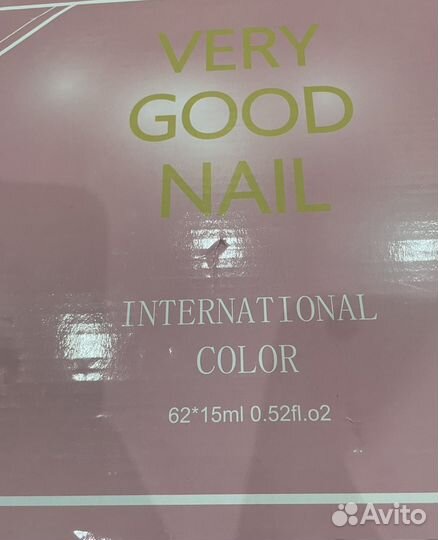 VERY
GOOD
NAIL
INTERNATIONAL
COLOR
62*15ml 0.52fl.o2
Avito